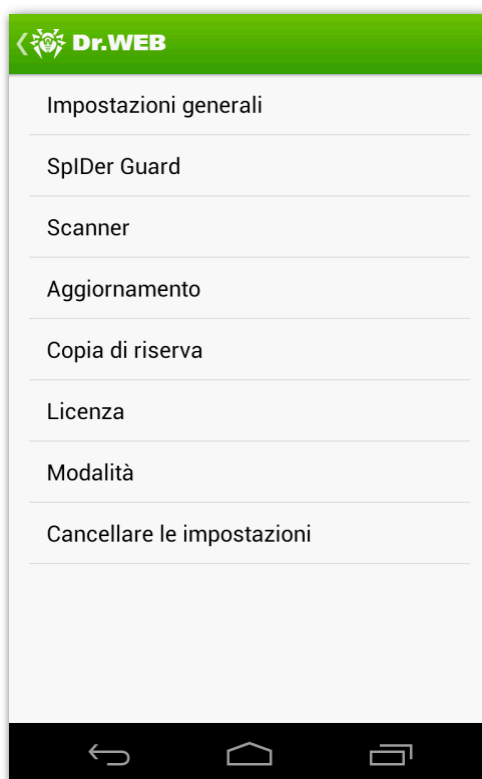 Dr.WEB
Impostazioni generali
SpIDer Guard
Scanner
Aggiornamento
Copia di riserva
Licenza
Modalità
Cancellare le impostazioni